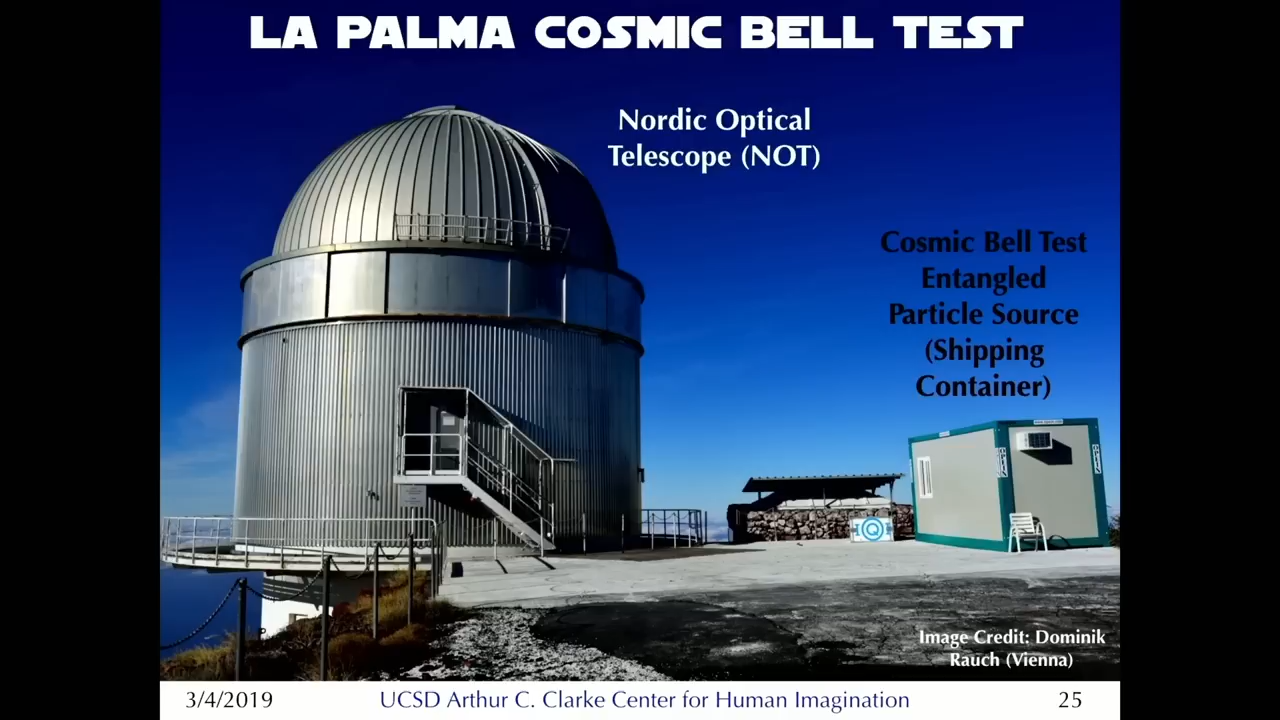 LA PALMA COSMIC BELL TEST
Nordic Optical
Telescope (NOT)
Cosmic Bell Test
Entangled
Particle Source
(Shipping
Container)
Image Credit: Dominik
Rauch (Vienna)
3/4/2019 UCSD Arthur C. Clarke Center for Human Imagination 25